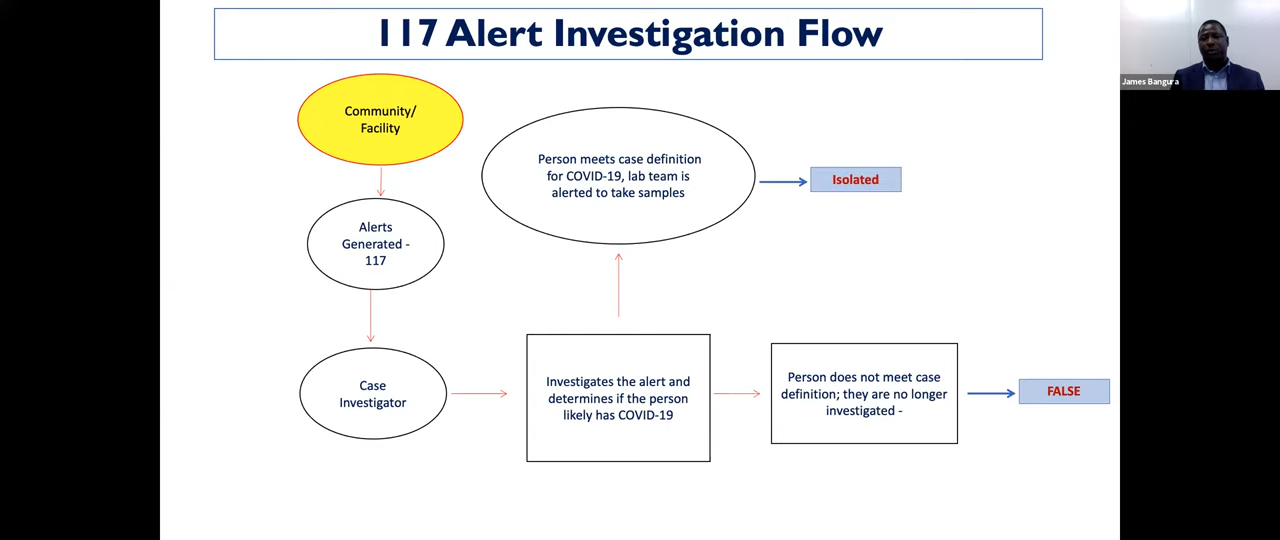 117 Alert Investigation Flow
James Bangura
Community/
Facility
Alerts
Generated -
117
Case
Investigator
Investigates the alert and
determines if the person
likely has COVID-19
Person meets case definition
for COVID-19, lab team is
alerted to take samples
Isolated
Person does not meet case
definition; they are no longer
investigated -
FALSE